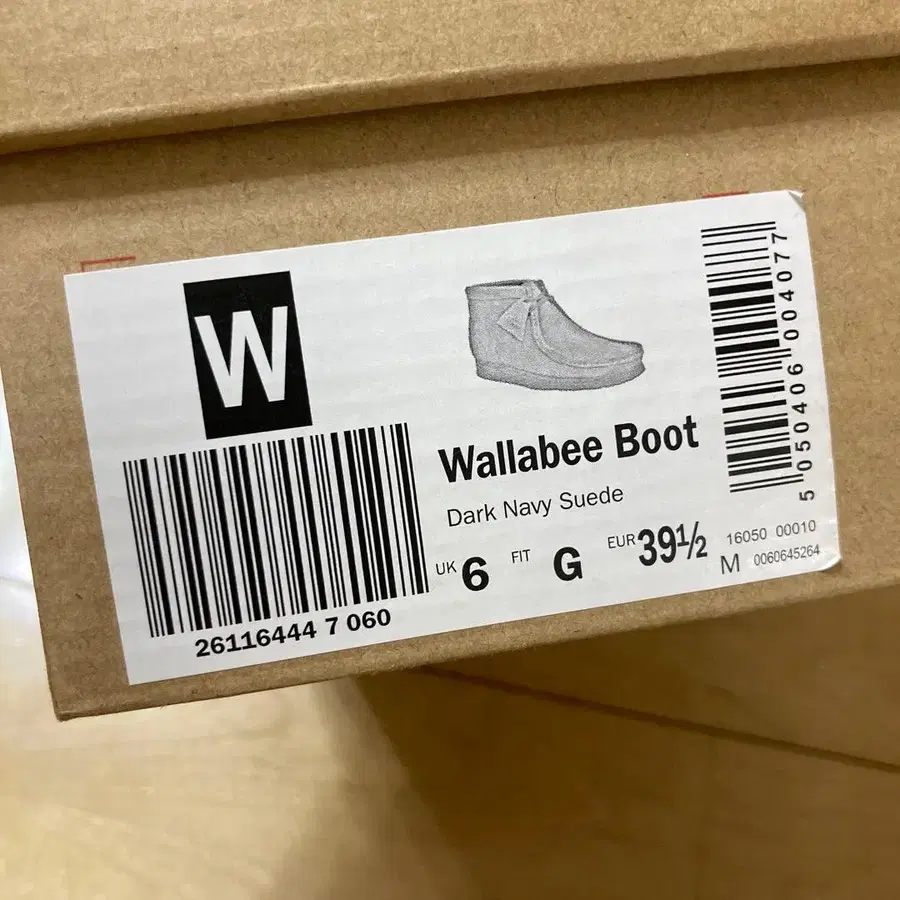 W
26116444 7 060
Wallabee Boot
Dark Navy Suede
UK 6 FIT G EUR 39½
16050 00010
M 0060645264
5 050406 004077